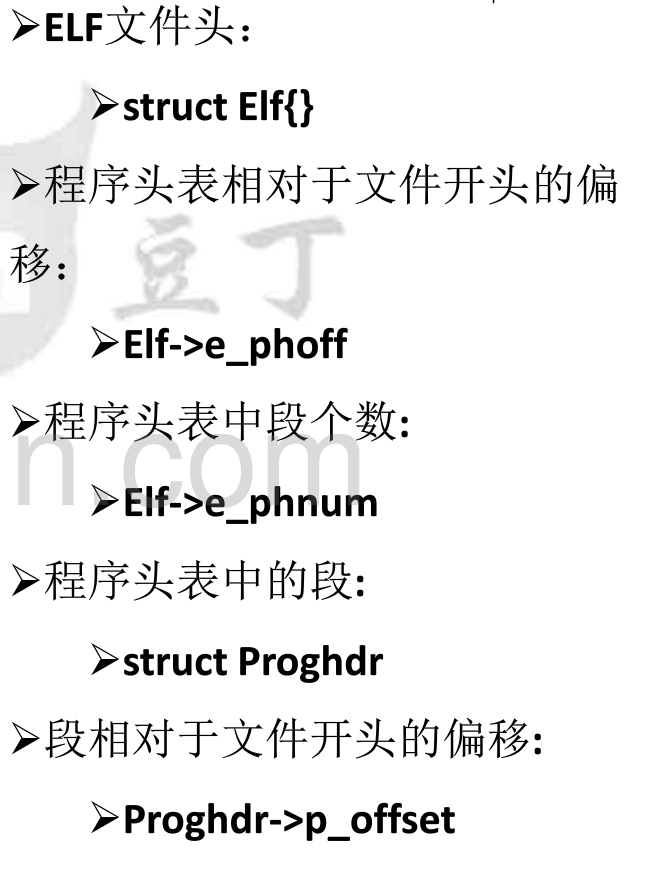 ➢ELF文件头：
➢struct Elf{}
➢程序头表相对于文件开头的偏
移：
➢Elf->e_phoff
➢程序头表中段个数:
➢Elf->e_phnum
➢程序头表中的段:
➢struct Proghdr
➢段相对于文件开头的偏移:
➢Proghdr->p_offset
豆丁
n.com